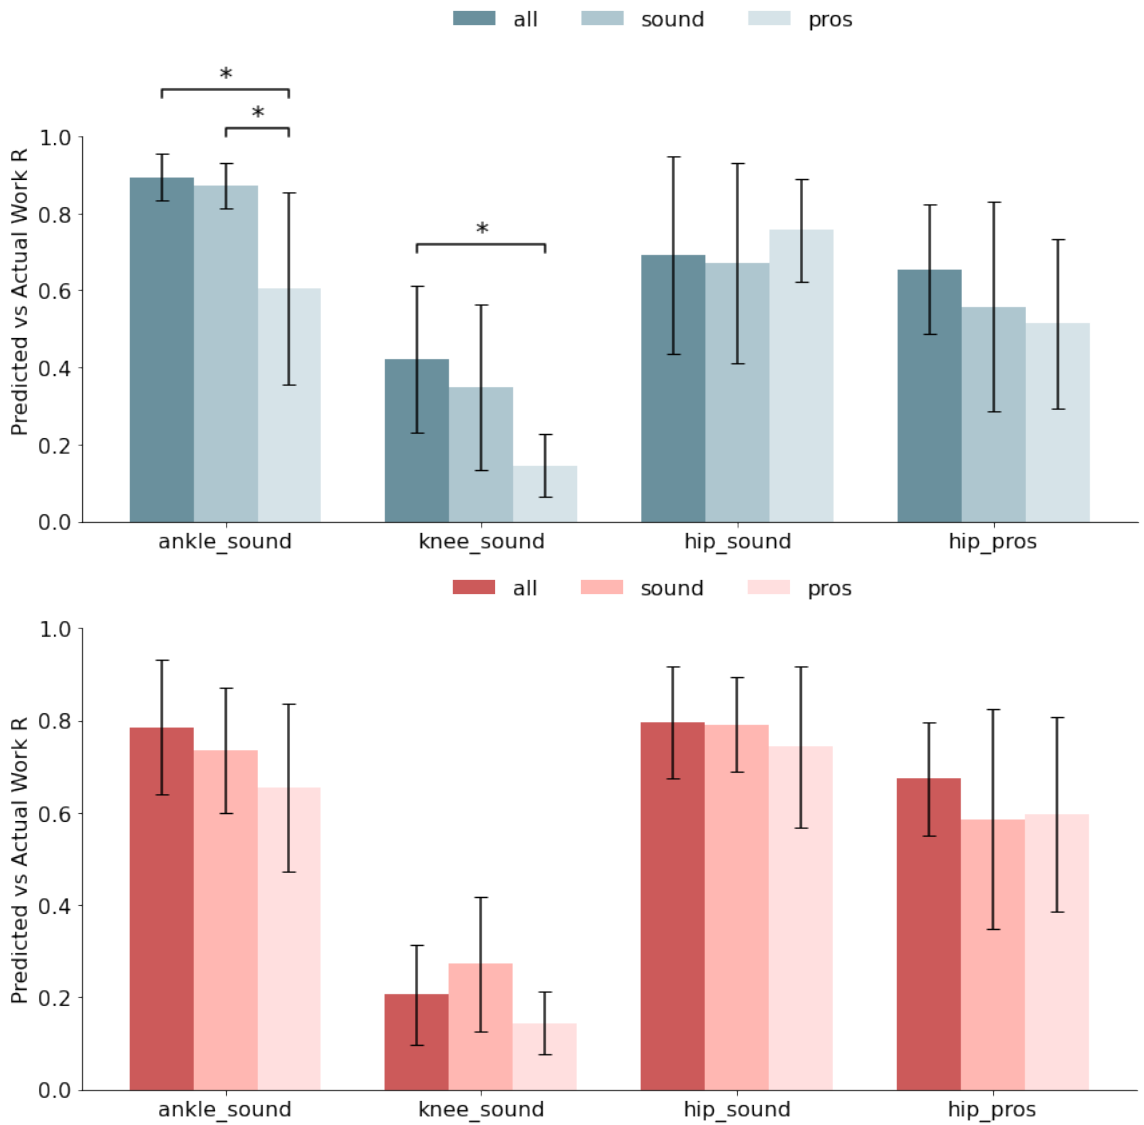 all sound pros
*
*
*
Predicted vs Actual Work R
1.0
0.8
0.6
0.4
0.2
0.0
ankle_sound knee_sound hip_sound hip_pros
all sound pros
Predicted vs Actual Work R
1.0
0.8
0.6
0.4
0.2
0.0
ankle_sound knee_sound hip_sound hip_pros